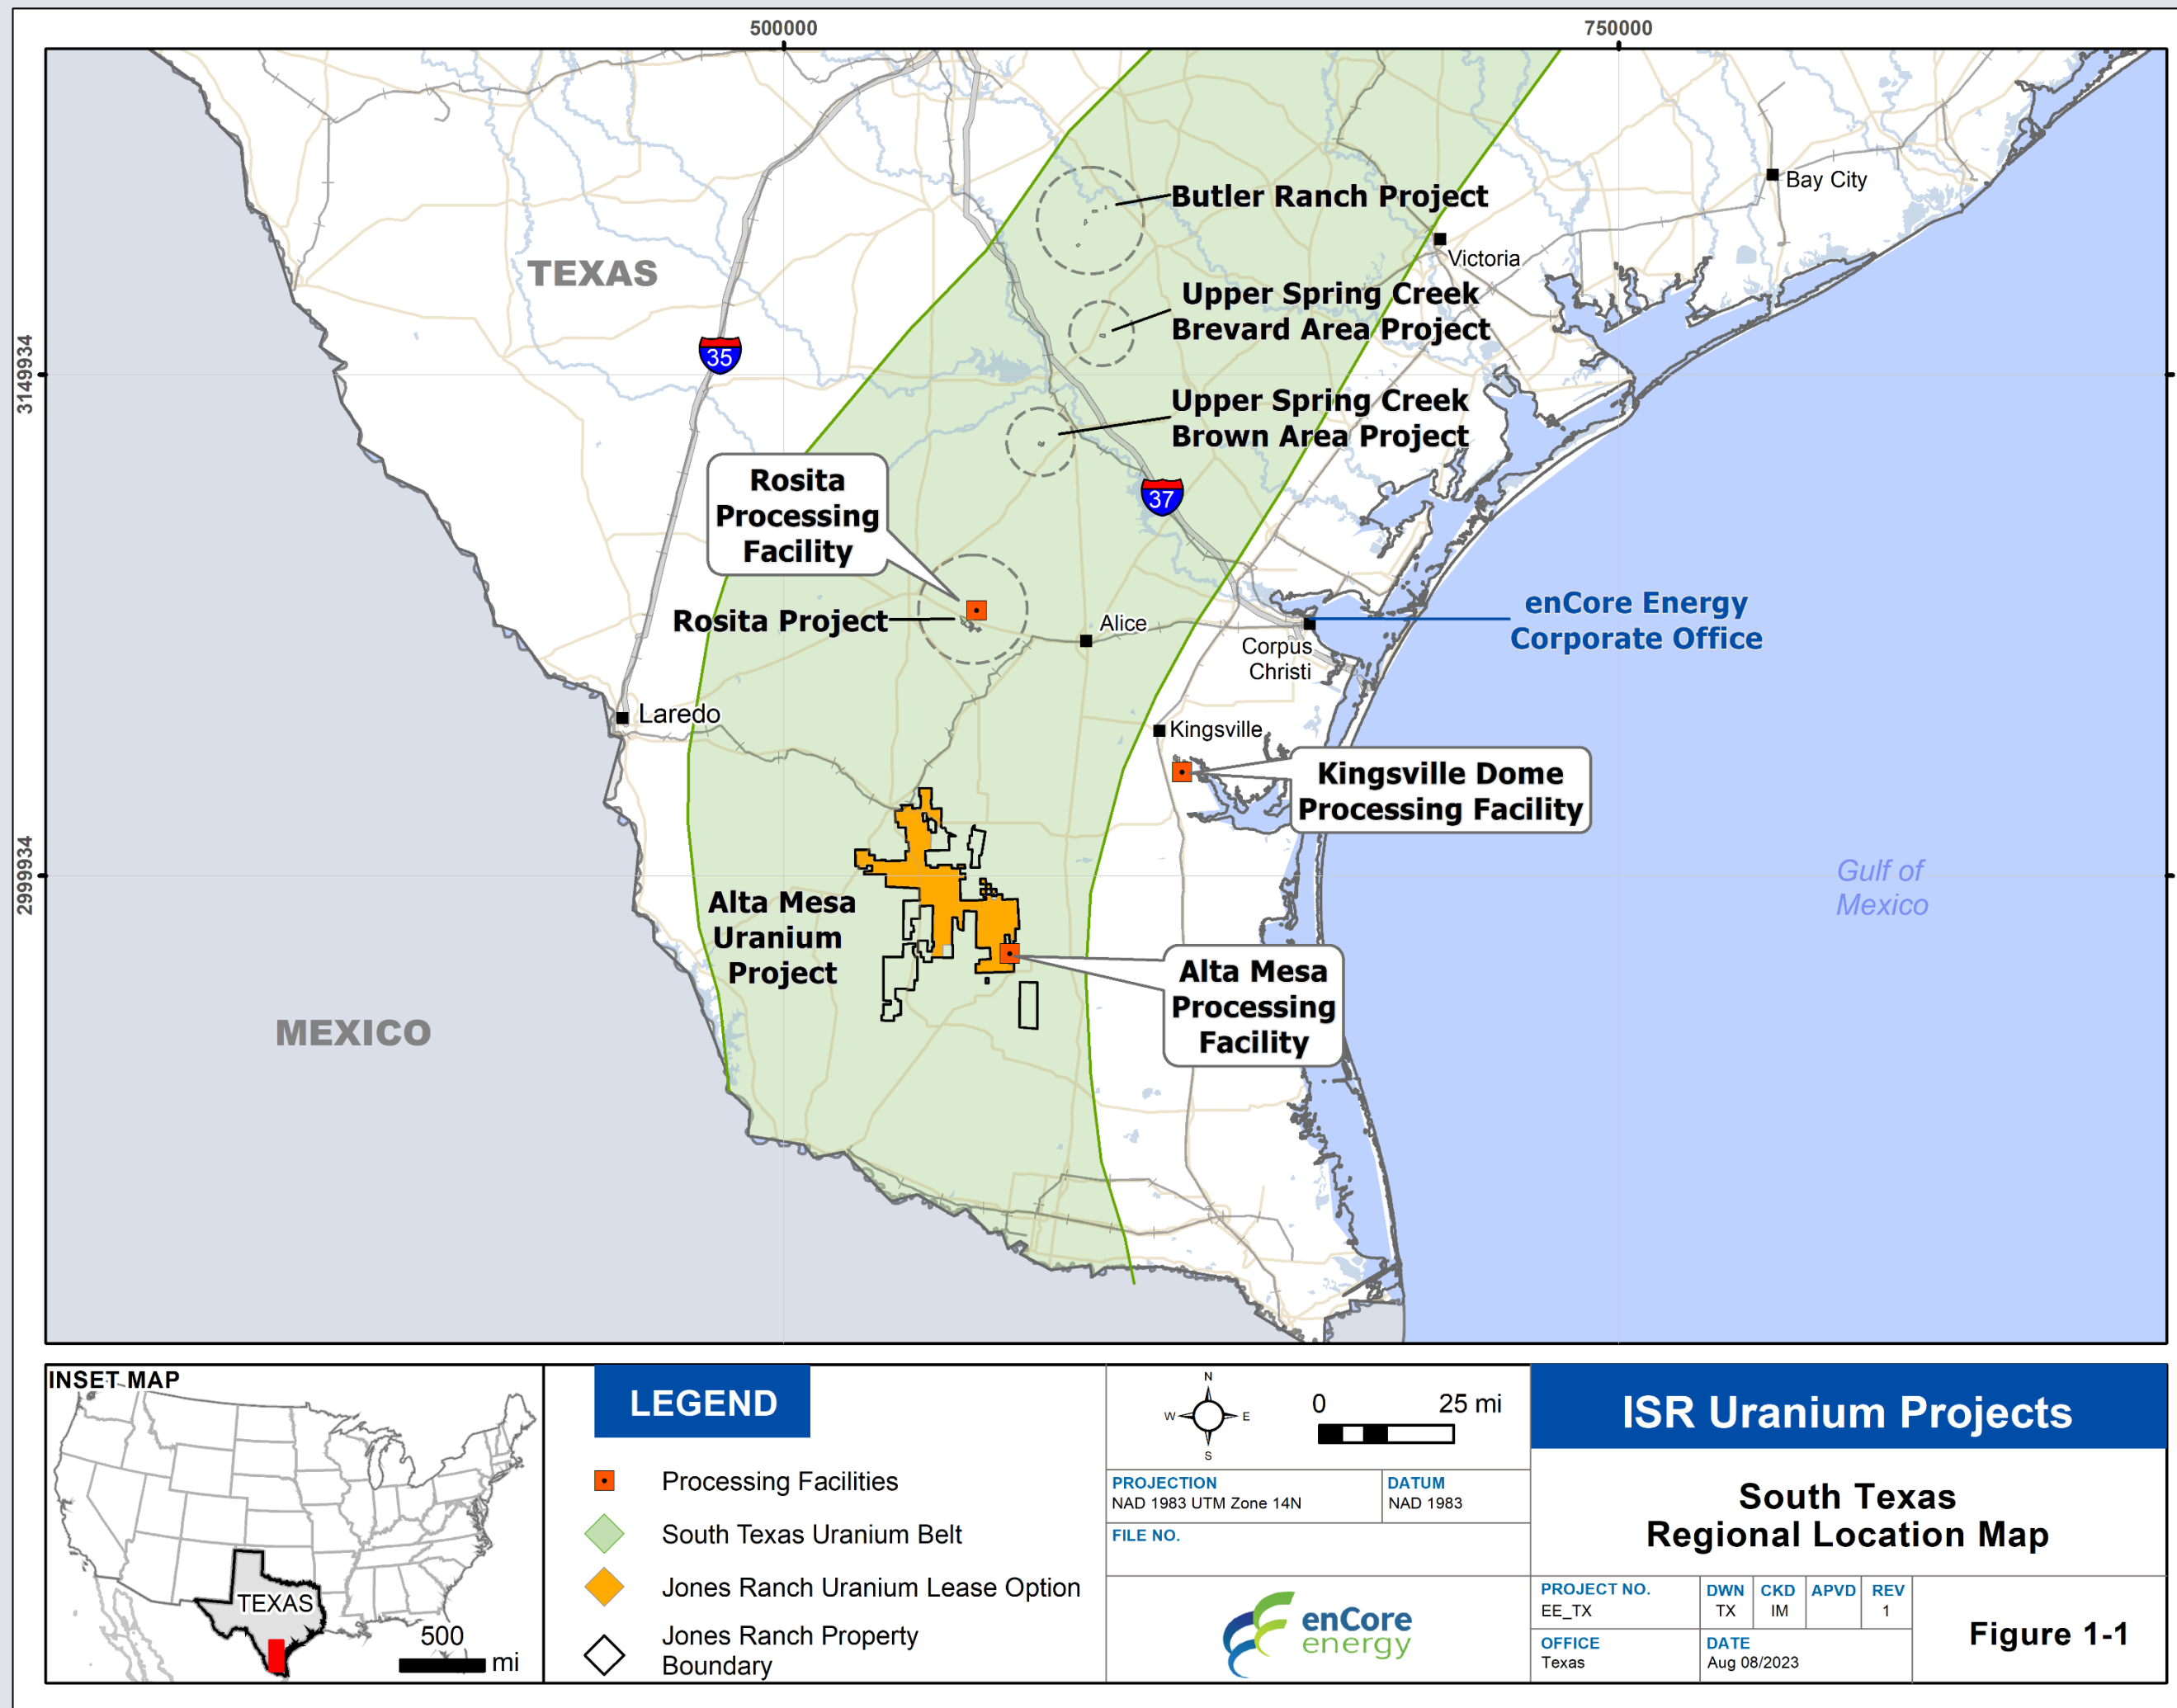 500000
750000
3149934
2999934
Bay City
Butler Ranch Project
Victoria
TEXAS
Upper Spring Creek
Brevard Area Project
35
Upper Spring Creek
Brown Area Project
37
Rosita
Processing
Facility
Rosita Project
Alice
enCore Energy
Corporate Office
Corpus
Christi
Laredo
Kingsville
Kingsville Dome
Processing Facility
Gulf of
Mexico
Alta Mesa
Uranium
Project
Alta Mesa
Processing
Facility
MEXICO
INSET MAP
TEXAS
500
mi
LEGEND
Processing Facilities
South Texas Uranium Belt
Jones Ranch Uranium Lease Option
Jones Ranch Property
Boundary
N
W
E
S
0
25 mi
PROJECTION
NAD 1983 UTM Zone 14N
DATUM
NAD 1983
FILE NO.
enCore
energy
ISR Uranium Projects
South Texas
Regional Location Map
PROJECT NO.
EE_TX
DWN
TX
CKD
IM
APVD
REV
1
OFFICE
Texas
DATE
Aug 08/2023
Figure 1-1